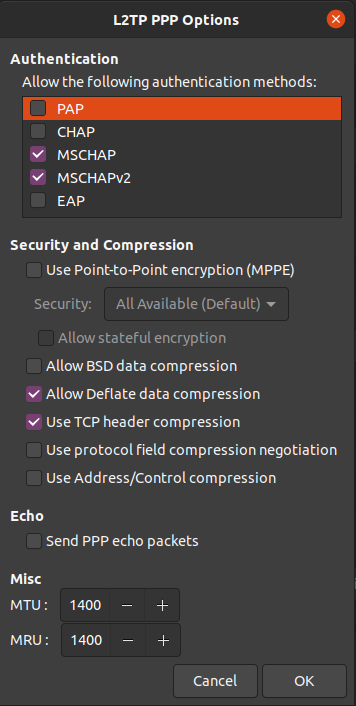 L2TP PPP Options
Authentication
Allow the following authentication methods:
PAP
CHAP
MSCHAP
MSCHAPv2
EAP
Security and Compression
Use Point-to-Point encryption (MPPE)
Security: All Available (Default)
Allow stateful encryption
Allow BSD data compression
Allow Deflate data compression
Use TCP header compression
Use protocol field compression negotiation
Use Address/Control compression
Echo
Send PPP echo packets
Misc
MTU : 1400 − +
MRU : 1400 − +
Cancel OK